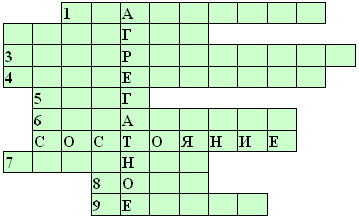 1 А
Г
3 Р
4 Е
5 Г
6 А
С О С Т О Я Н И Е
7 Н
8 О
9 Е